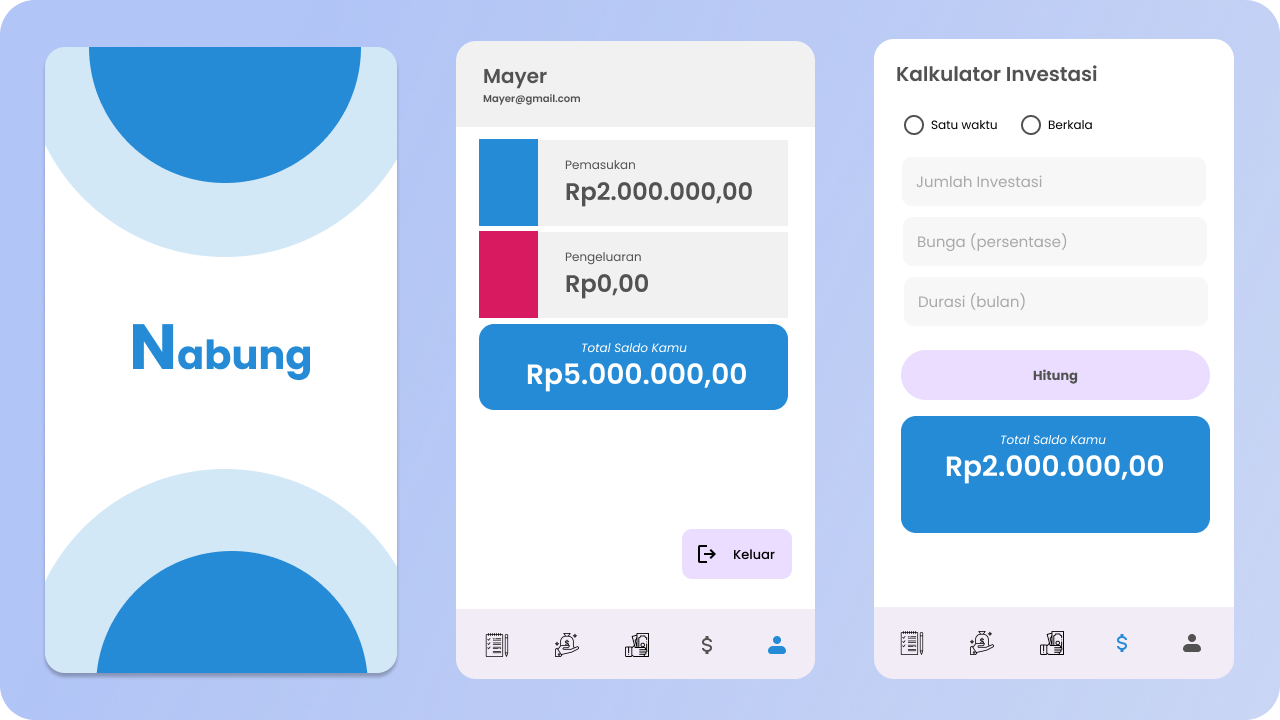 Nabung
Mayer
Mayer@gmail.com
Pemasukan
Rp2.000.000,00
Pengeluaran
Rp0,00
Total Saldo Kamu
Rp5.000.000,00
Keluar
Kalkulator Investasi
Satu waktu Berkala
Jumlah Investasi
Bunga (persentase)
Durasi (bulan)
Hitung
Total Saldo Kamu
Rp2.000.000,00